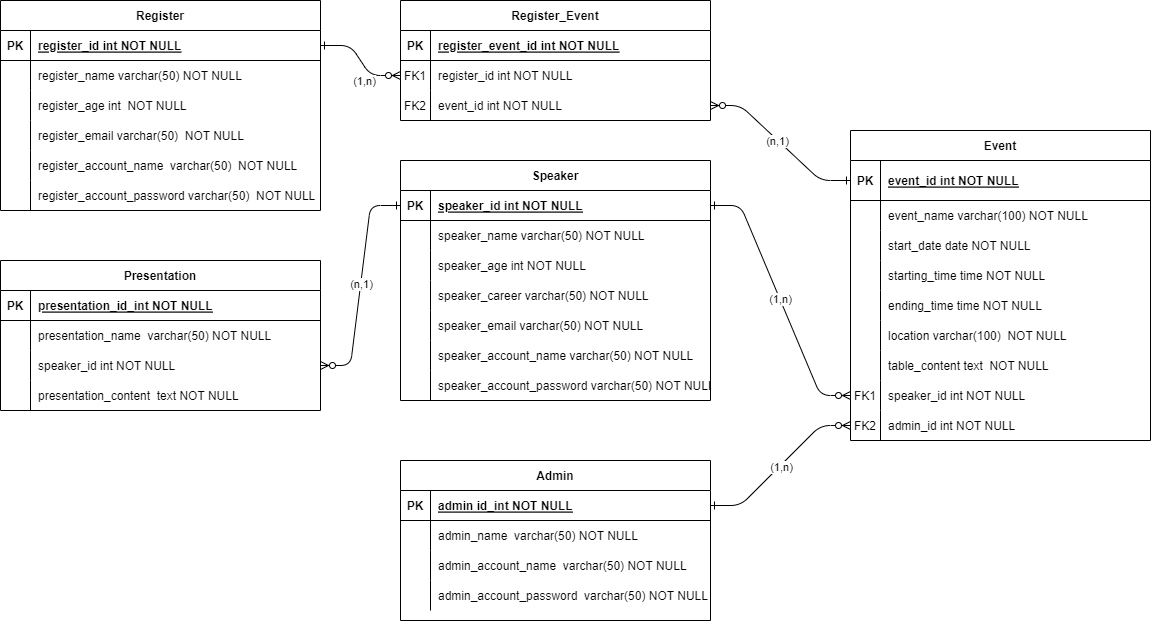 Register
PK register_id int NOT NULL
register_name varchar(50) NOT NULL
register_age int  NOT NULL
register_email varchar(50)  NOT NULL
register_account_name  varchar(50)  NOT NULL
register_account_password varchar(50)  NOT NULL
(1,n)
Register_Event
PK register_event_id int NOT NULL
FK1 register_id int NOT NULL
FK2 event_id int NOT NULL
(n,1)
Event
PK event_id int NOT NULL
event_name varchar(100) NOT NULL
start_date date NOT NULL
starting_time time NOT NULL
ending_time time NOT NULL
location varchar(100)  NOT NULL
table_content text  NOT NULL
FK1 speaker_id int NOT NULL
FK2 admin_id int NOT NULL
Speaker
PK speaker_id int NOT NULL
speaker_name varchar(50) NOT NULL
speaker_age int NOT NULL
speaker_career varchar(50) NOT NULL
speaker_email varchar(50) NOT NULL
speaker_account_name varchar(50) NOT NULL
speaker_account_password varchar(50) NOT NULL
(1,n)
(n,1)
Presentation
PK presentation_id_int NOT NULL
presentation_name  varchar(50) NOT NULL
speaker_id int NOT NULL
presentation_content  text NOT NULL
Admin
PK admin id_int NOT NULL
admin_name  varchar(50) NOT NULL
admin_account_name  varchar(50) NOT NULL
admin_account_password  varchar(50) NOT NULL
(1,n)